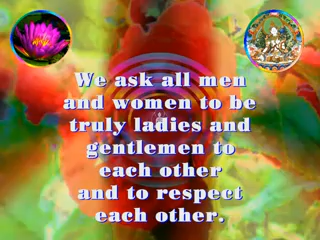 We ask all men
and women to be
truly ladies and
gentlemen to
each other
and to respect
each other.